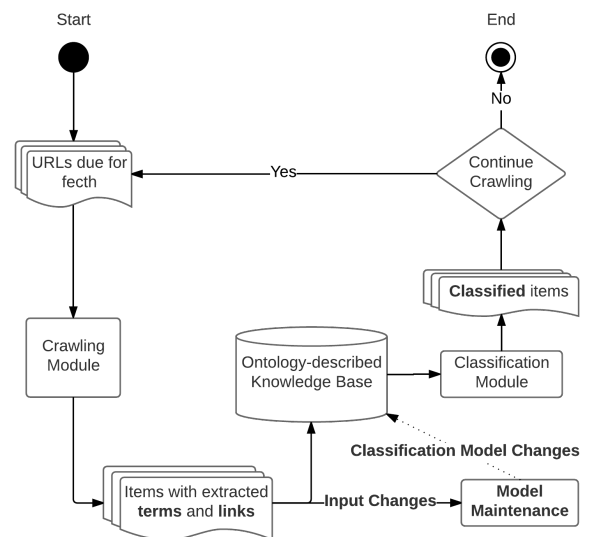 Start
End
No
URLs due for
fecth
Yes
Continue
Crawling
Classified items
Crawling
Module
Ontology-described
Knowledge Base
Classification
Module
Classification Model Changes
Items with extracted
terms and links
Input Changes
Model
Maintenance